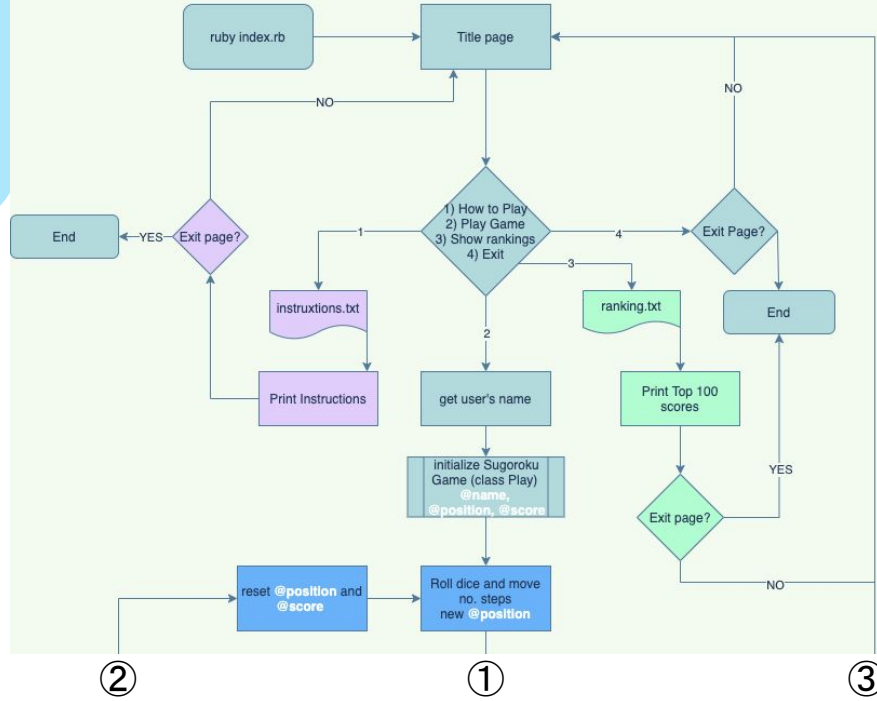 ruby index.rb
Title page
NO
NO
1) How to Play
2) Play Game
3) Show rankings
4) Exit
End
YES
Exit page?
1
4
Exit Page?
3
instruxtions.txt
ranking.txt
End
2
Print Instructions
get user's name
Print Top 100
scores
initialize Sugoroku
Game (class Play)
@name,
@position, @score
YES
Exit page?
reset @position and
@score
Roll dice and move
no. steps
new @position
NO
②
①
③